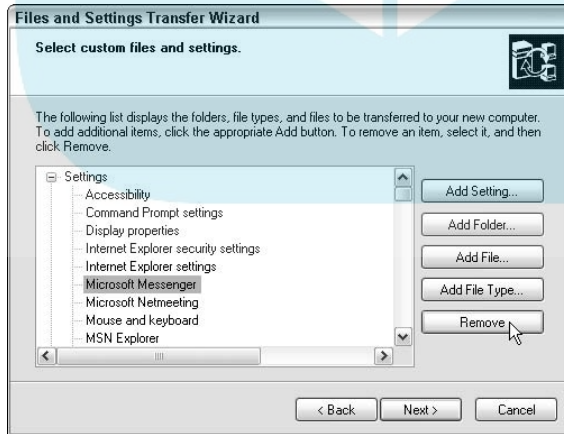 Files and Settings Transfer Wizard
Select custom files and settings.
The following list displays the folders, file types, and files to be transferred to your new computer.
To add additional items, click the appropriate Add button. To remove an item, select it, and then
click Remove.
Settings
Accessibility
Command Prompt settings
Display properties
Internet Explorer security settings
Internet Explorer settings
Microsoft Messenger
Microsoft Netmeeting
Mouse and keyboard
MSN Explorer
Add Setting...
Add Folder...
Add File...
Add File Type...
Remove
< Back
Next >
Cancel